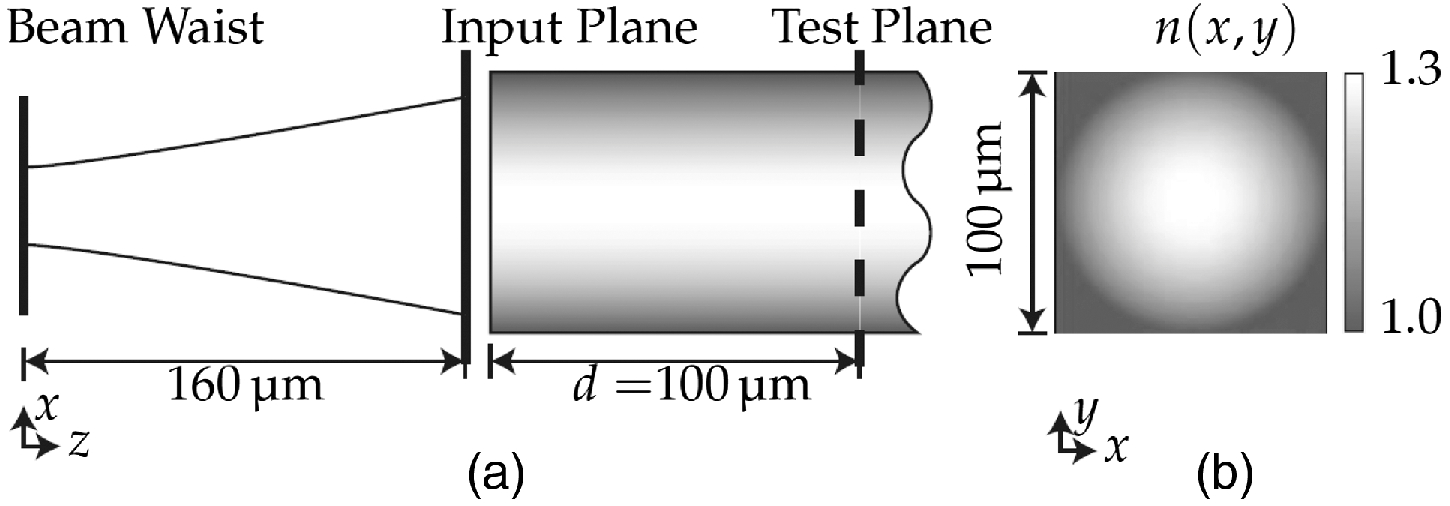 Beam Waist Input Plane Test Plane n(x,y)
1.3
100 μm
1.0
160 μm d =100 μm
x
z
y
x
(a) (b)